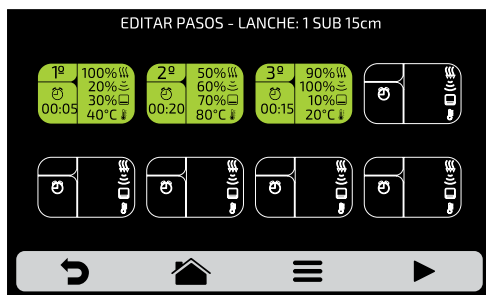 EDITAR PASOS - LANCHE: 1 SUB 15cm
1º 100%
20%
00:05 30%
40°C
2º 50%
60%
00:20 70%
80°C
3º 90%
100%
00:15 10%
20°C